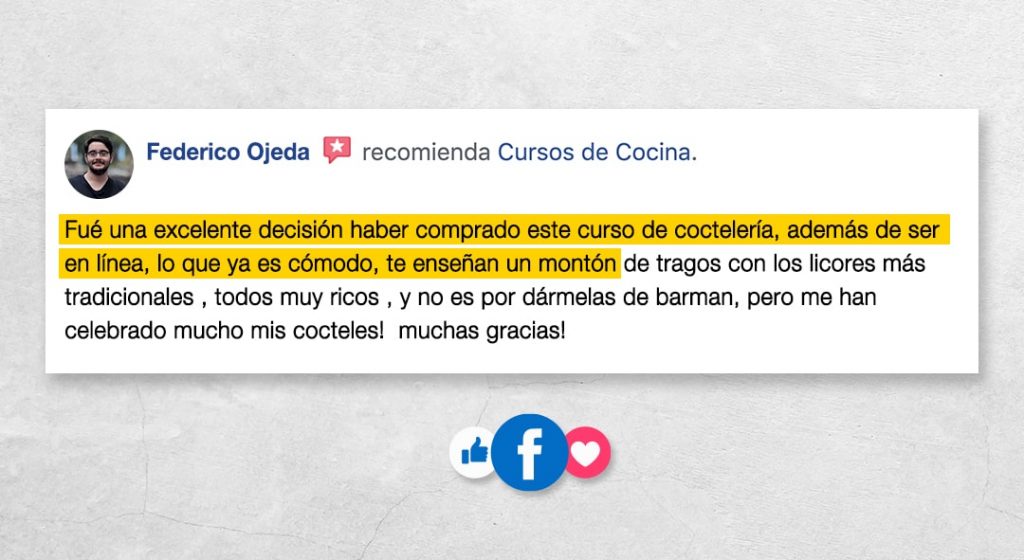 Federico Ojeda recomienda Cursos de Cocina.
Fué una excelente decisión haber comprado este curso de coctelería, además de ser
en línea, lo que ya es cómodo, te enseñan un montón de tragos con los licores más
tradicionales , todos muy ricos , y no es por dármelas de barman, pero me han
celebrado mucho mis cocteles!  muchas gracias!
f